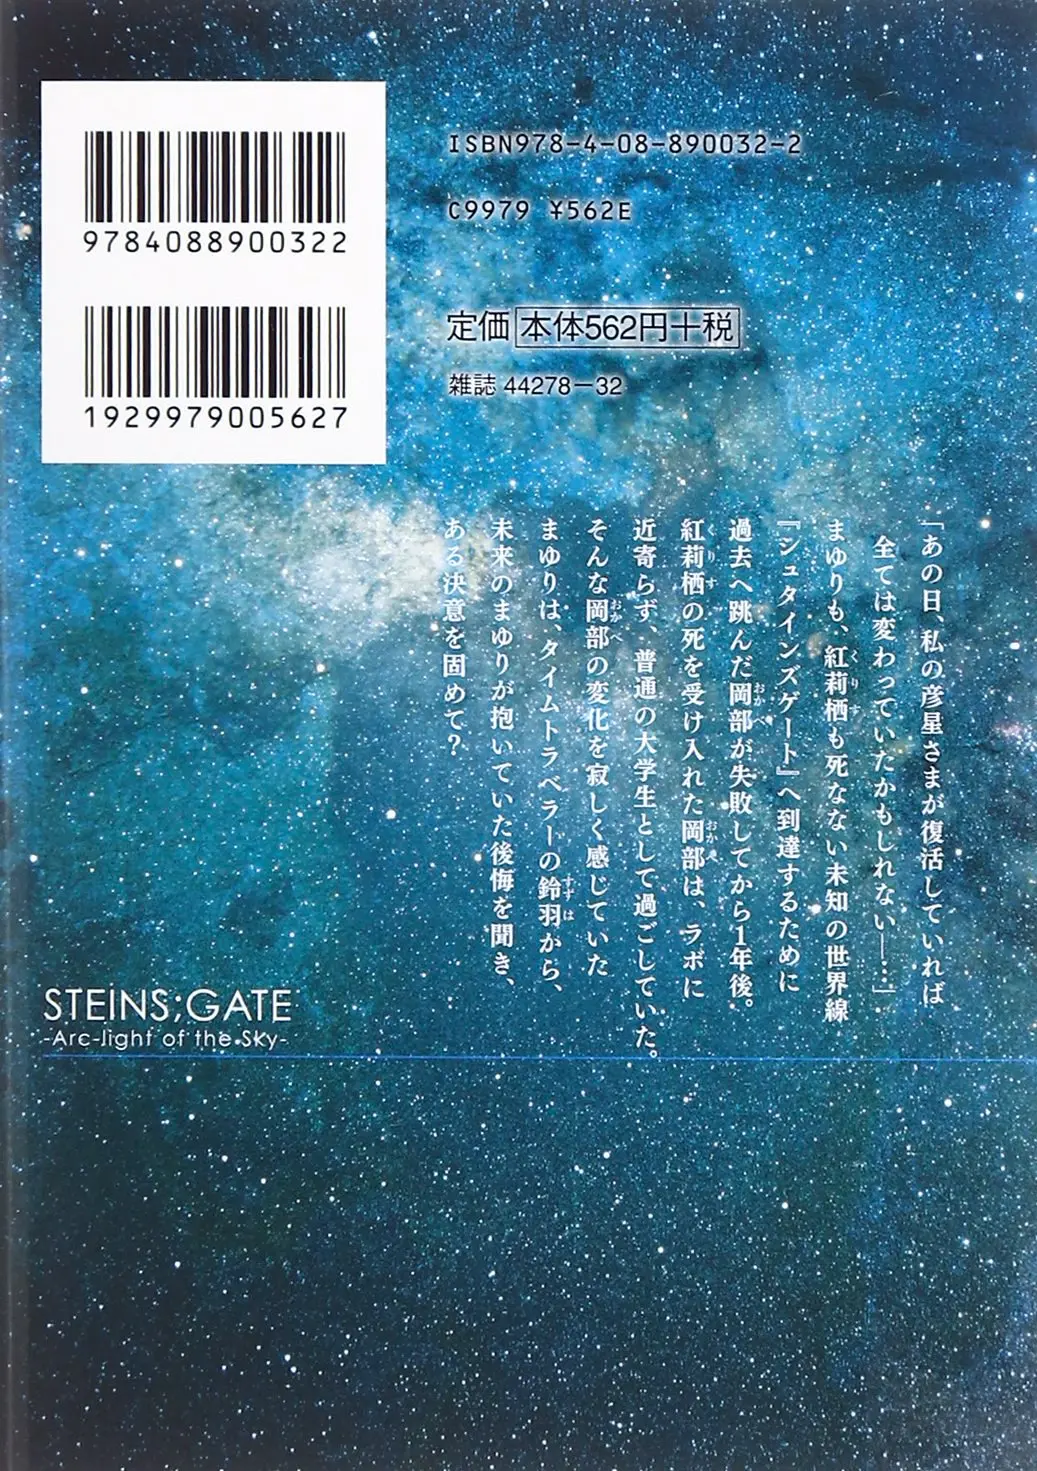 9784088900322
1929979005627
ISBN978-4-08-890032-2
C9979 ¥562E
定価 本体562円+税
雑誌 44278-32
「あの日、私の彦星さまが復活していれば
全ては変わっていたかもしれない―…」
まゆりも、紅莉栖も死なない未知の世界線
『シュタインズゲート』へ到達するために
過去へ跳んだ岡部が失敗してから1年後。
紅莉栖の死を受け入れた岡部は、ラボに
近寄らず、普通の大学生として過ごしていた。
そんな岡部の変化を寂しく感じていた
まゆりは、タイムトラベラーの鈴羽から、
未来のまゆりが抱いていた後悔を聞き、
ある決意を固めて?
STEINS;GATE
-Arc-light of the Sky-